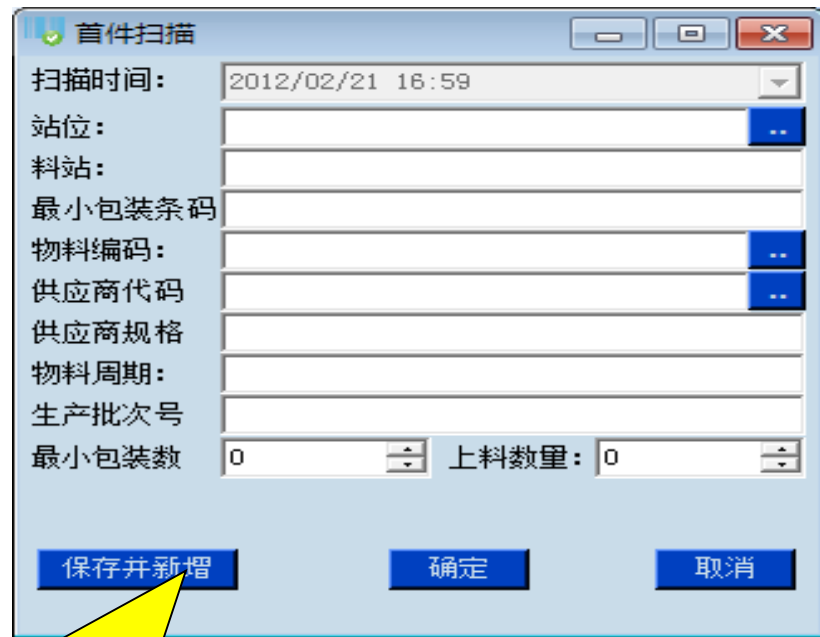 首件扫描
扫描时间: 2012/02/21 16:59
站位: ..
料站:
最小包装条码
物料编码: ..
供应商代码 ..
供应商规格
物料周期:
生产批次号
最小包装数 0 上料数量: 0
保存并新增 确定 取消